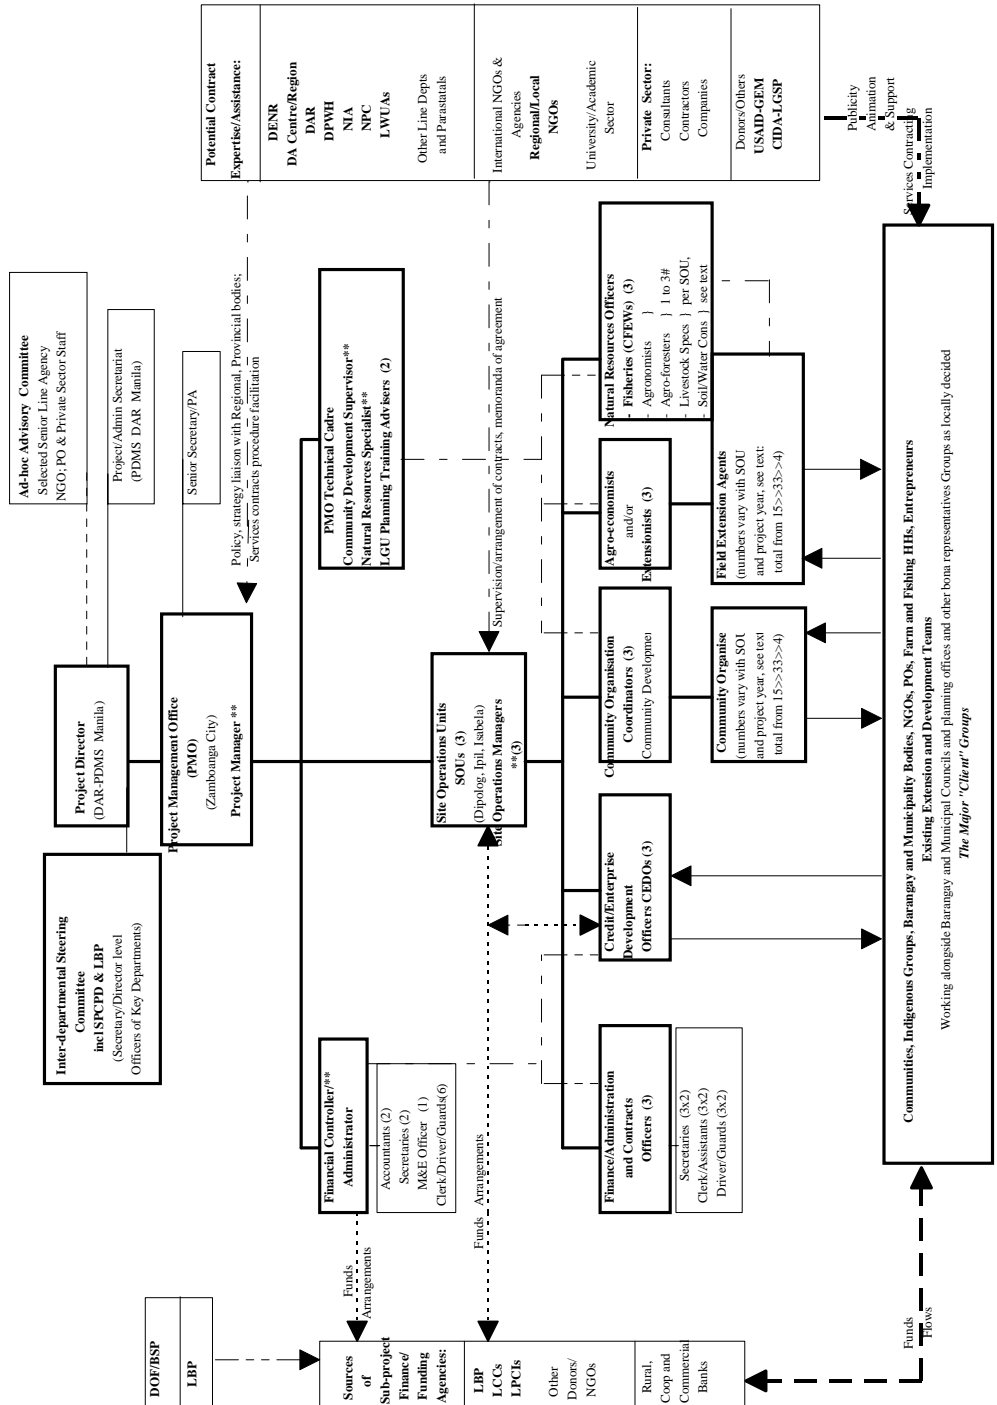 DOF/BSP
LBP
Sources
of
Sub-project
Finance/
Funding
Agencies:
LBP
LCCs
LPCIs
Other
Donors/
NGOs
Rural,
Coop and
Commercial
Banks
Funds
Arrangements
Funds Arrangements
Funds
Flows
Inter-departmental Steering
Committee
incl SPCPD & LBP
(Secretary/Director level
Officers of Key Departments)
Project Director
(DAR-PDMS Manila)
Ad-hoc Advisory Committee
Selected Senior Line Agency
NGO; PO & Private Sector Staff
Project/Admin Secretariat
(PDMS DAR Manila)
Senior Secretary/PA
Project Management Office
(PMO)
(Zamboanga City)
Project Manager **
Policy, strategy liaison with Regional, Provincial bodies;
Services contracts procedure facilitation
Financial Controller/**
Administrator
Accountants (2)
Secretaries (2)
M&E Officer (1)
Clerk/Driver/Guards(6)
PMO Technical Cadre
Community Development Supervisor**
Natural Resources Specialist**
LGU Planning Training Advisers (2)
Site Operations Units
SOUs (3)
(Dipolog, Ipil, Isabela)
Site Operations Managers
**(3)
Supervision/arrangement of contracts, memoranda of agreement
Finance/Administration
and Contracts
Officers (3)
Secretaries (3x2)
Clerk/Assistants (3x2)
Driver/Guards (3x2)
Credit/Enterprise
Development
Officers CEDOs (3)
Community Organisation
Coordinators (3)
Community Developmen
Agro-economists
and/or
Extensionists (3)
Natural Resources Officers
- Fisheries (CFEWs) (3)
- Agronomists }
- Agro-foresters } 1 to 3#
- Livestock Specs } per SOU,
- Soil/Water Cons } see text
Community Organise
(numbers vary with SOU
and project year, see text
total from 15>>33>>4)
Field Extension Agents
(numbers vary with SOU
and project year, see text:
total from 15>>33>>4)
Potential Contract
Expertise/Assistance:
DENR
DA Centre/Region
DAR
DPWH
NIA
NPC
LWUAs
Other Line Depts
and Parastatals
International NGOs &
Agencies
Regional/Local
NGOs
University/Academic
Sector
Private Sector:
Consultants
Contractors
Companies
Donors/Others
USAID-GEM
CIDA-LGSP
Publicity
Animation
& Support
Services Contracting
Implementation
Communities, Indigenous Groups, Barangay and Municipality Bodies, NGOs, POs, Farm and Fishing HHs, Entrepreneurs
Existing Extension and Development Teams
Working alongside Barangay and Municipal Councils and planning offices and other bona representatives Groups as locally decided
The Major "Client" Groups